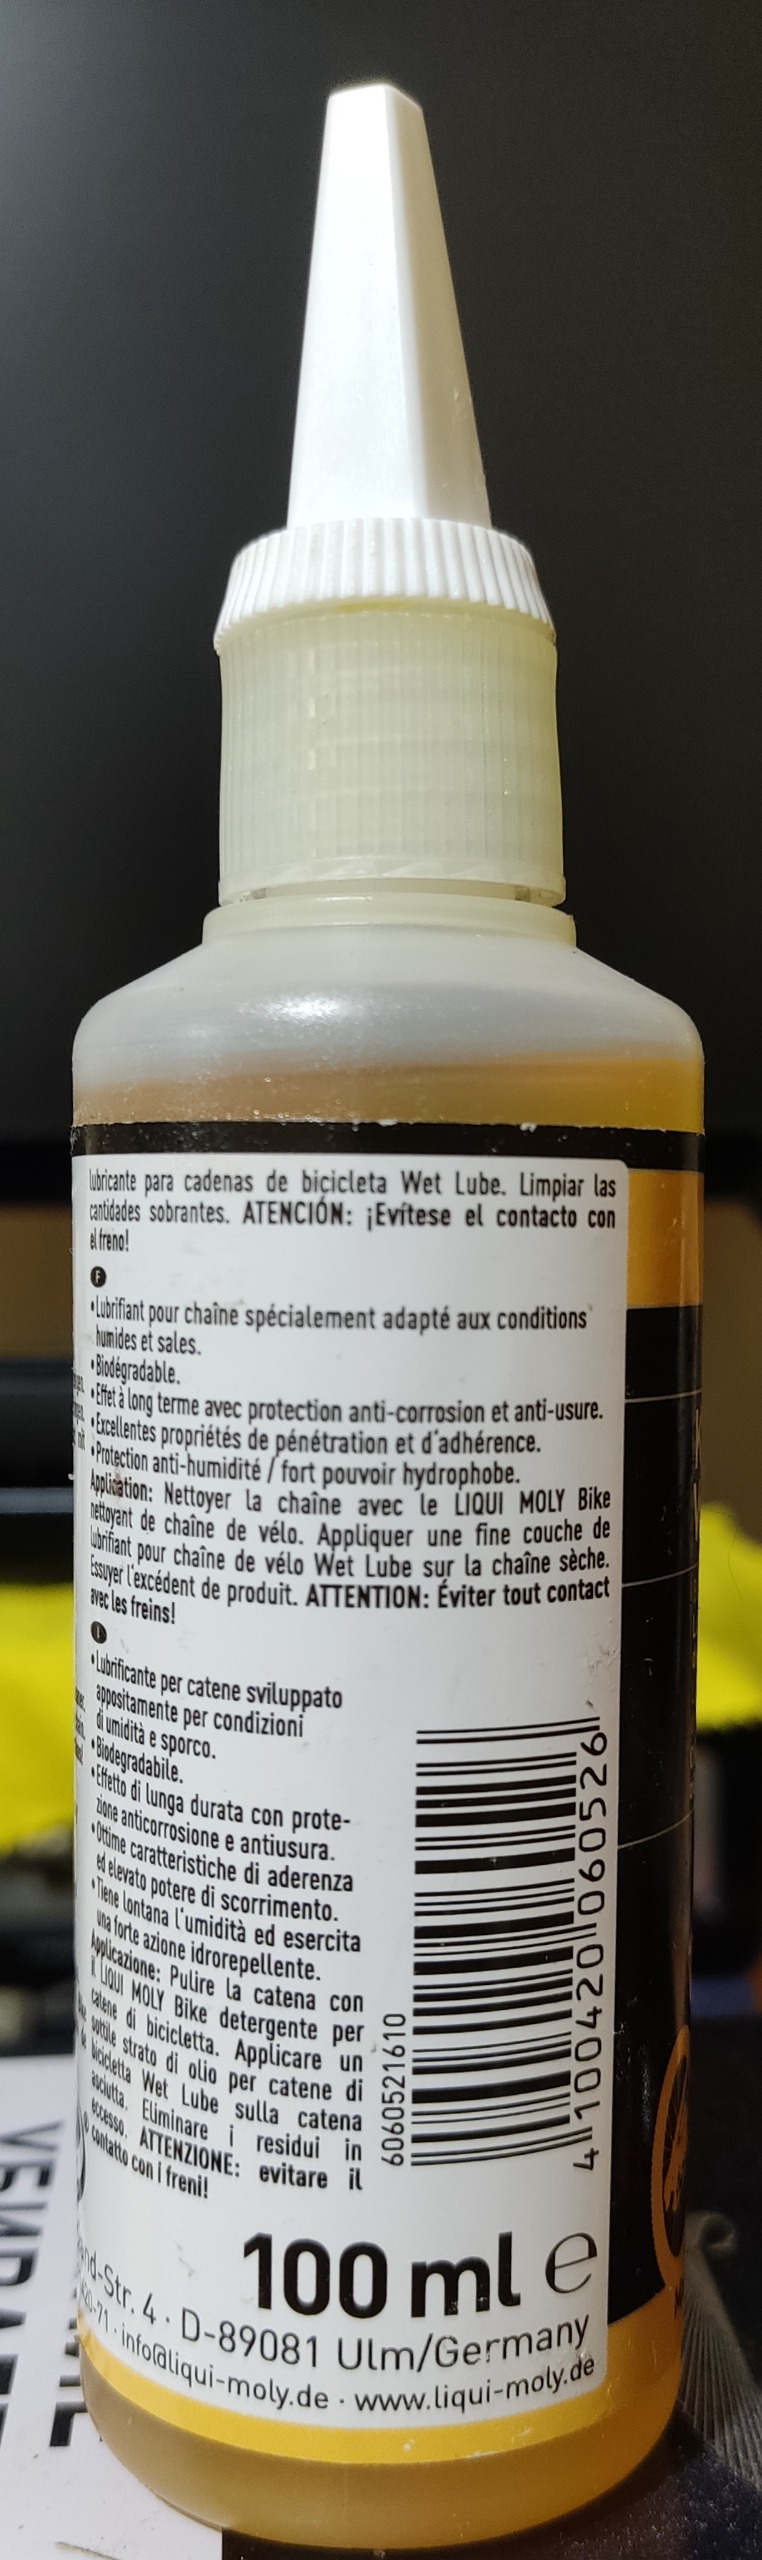 lubricante para cadenas de bicicleta Wet Lube. Limpiar las
cantidades sobrantes. ATENCIÓN: ¡Evítese el contacto con
el freno!
F
• Lubrifiant pour chaîne spécialement adapté aux conditions
humides et sales.
• Biodégradable.
• Effet à long terme avec protection anti-corrosion et anti-usure.
• Excellentes propriétés de pénétration et d'adhérence.
• Protection anti-humidité / fort pouvoir hydrophobe.
Application: Nettoyer la chaîne avec le LIQUI MOLY Bike
nettoyant de chaîne de vélo. Appliquer une fine couche de
lubrifiant pour chaîne de vélo Wet Lube sur la chaîne sèche.
Essuyer l'excédent de produit. ATTENTION: Éviter tout contact
avec les freins!
I
• Lubrificante per catene sviluppato
appositamente per condizioni
di umidità e sporco.
• Biodegradabile.
• Effetto di lunga durata con prote-
zione anticorrosione e antiusura.
• Ottime caratteristiche di aderenza
ed elevato potere di scorrimento.
• Tiene lontana l'umidità ed esercita
una forte azione idrorepellente.
Applicazione: Pulire la catena con
il LIQUI MOLY Bike detergente per
catene di bicicletta. Applicare un
sottile strato di olio per catene di
bicicletta Wet Lube sulla catena
asciutta. Eliminare i residui in
eccesso. ATTENZIONE: evitare il
contatto con i freni!
6060521610
4 100420 060526
100 ml e
-Str. 4 · D-89081 Ulm/Germany
20-71 · info@liqui-moly.de · www.liqui-moly.de